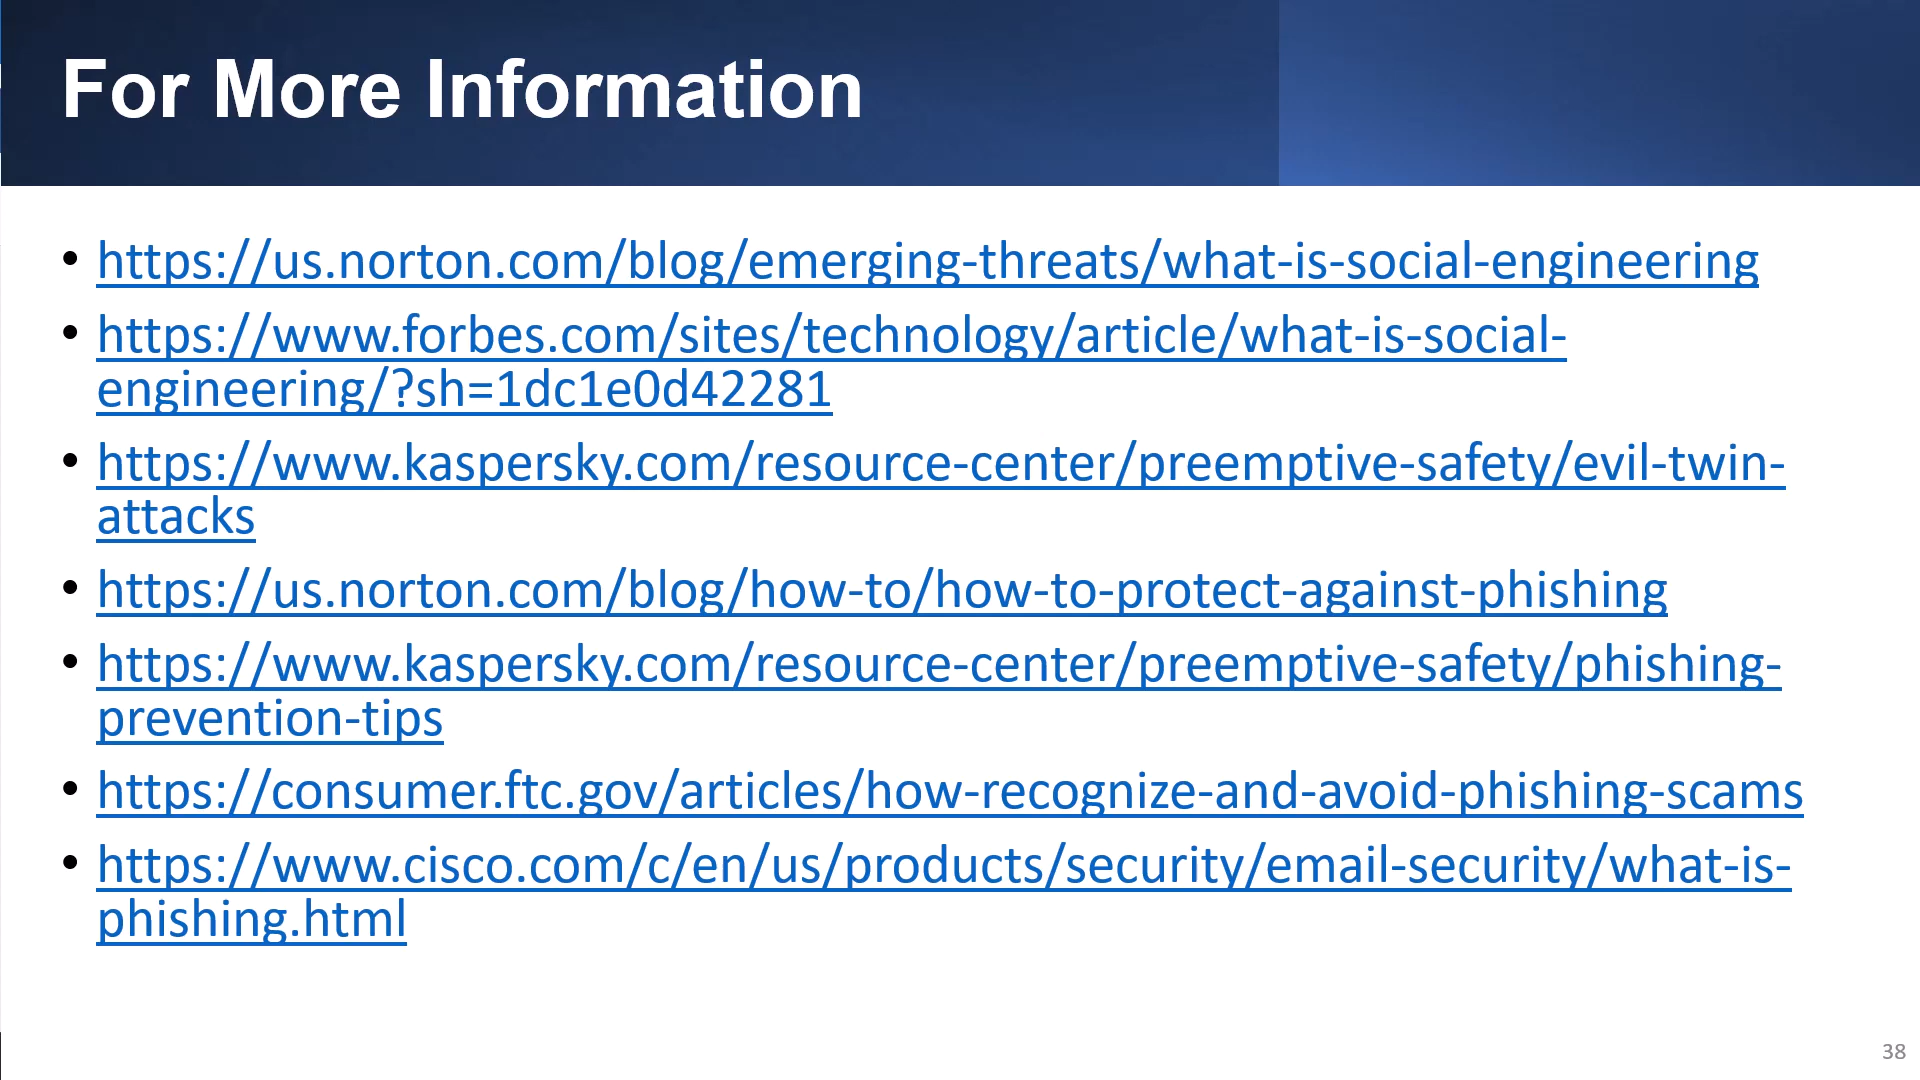 For More Information
• https://us.norton.com/blog/emerging-threats/what-is-social-engineering
• https://www.forbes.com/sites/technology/article/what-is-social-
engineering/?sh=1dc1e0d42281
• https://www.kaspersky.com/resource-center/preemptive-safety/evil-twin-
attacks
• https://us.norton.com/blog/how-to/how-to-protect-against-phishing
• https://www.kaspersky.com/resource-center/preemptive-safety/phishing-
prevention-tips
• https://consumer.ftc.gov/articles/how-recognize-and-avoid-phishing-scams
• https://www.cisco.com/c/en/us/products/security/email-security/what-is-
phishing.html
38